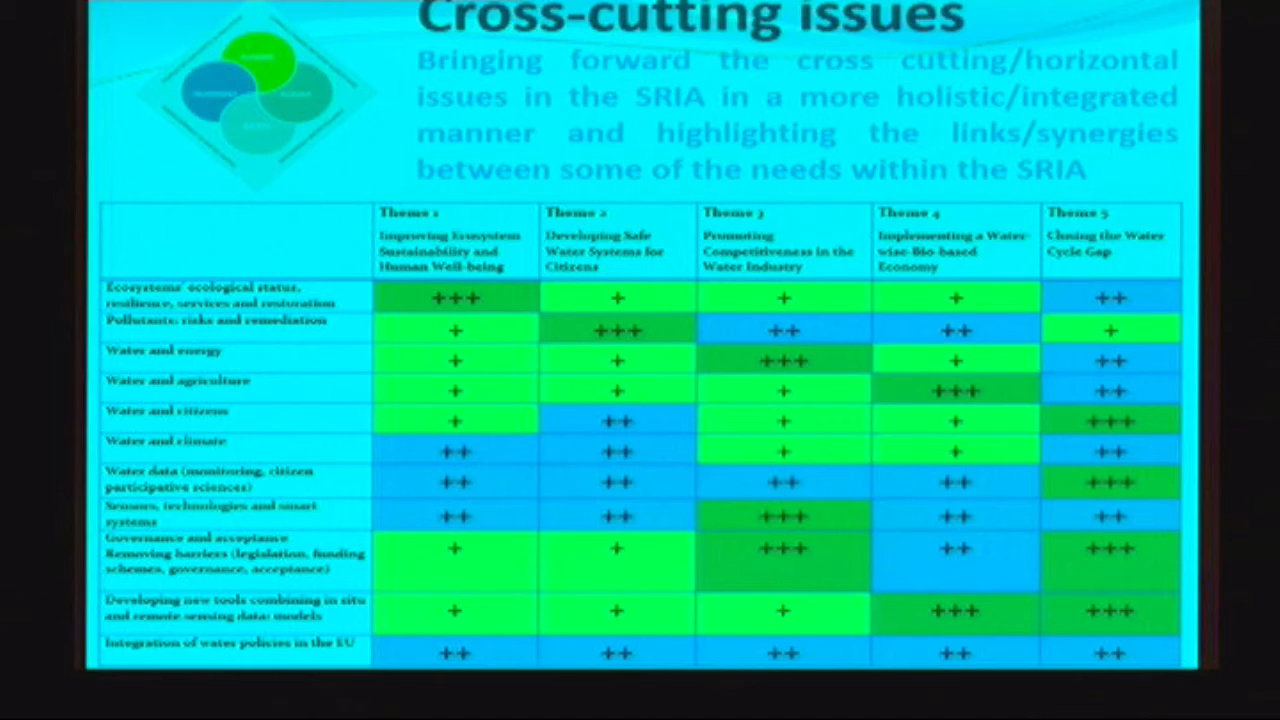 Cross-cutting issues
Bringing forward the cross cutting/horizontal
issues in the SRIA in a more holistic/integrated
manner and highlighting the links/synergies
between some of the needs within the SRIA
Theme 1
Improving Ecosystem
Sustainability and
Human Well-being
Theme 2
Developing Safe
Water Systems for
Citizens
Theme 3
Promoting
Competitiveness in the
Water Industry
Theme 4
Implementing a Water-
wise-Bio-based
Economy
Theme 5
Closing the Water
Cycle Gap
Ecosystems' ecological status,
resilience, services and restoration
+++ + + + ++
Pollutants: risks and remediation
+ +++ ++ ++ +
Water and energy
+ + +++ + ++
Water and agriculture
+ + + +++ ++
Water and citizens
+ ++ + + +++
Water and climate
++ ++ + + ++
Water data (monitoring, citizen
participative sciences)
++ ++ ++ ++ +++
Sensors, technologies and smart
systems
++ ++ +++ ++ ++
Governance and acceptance
Removing barriers (legislation, funding
schemes, governance, acceptance)
+ + +++ ++ +++
Developing new tools combining in situ
and remote sensing data: models
+ + + +++ +++
Integration of water policies in the EU
++ ++ ++ ++ ++